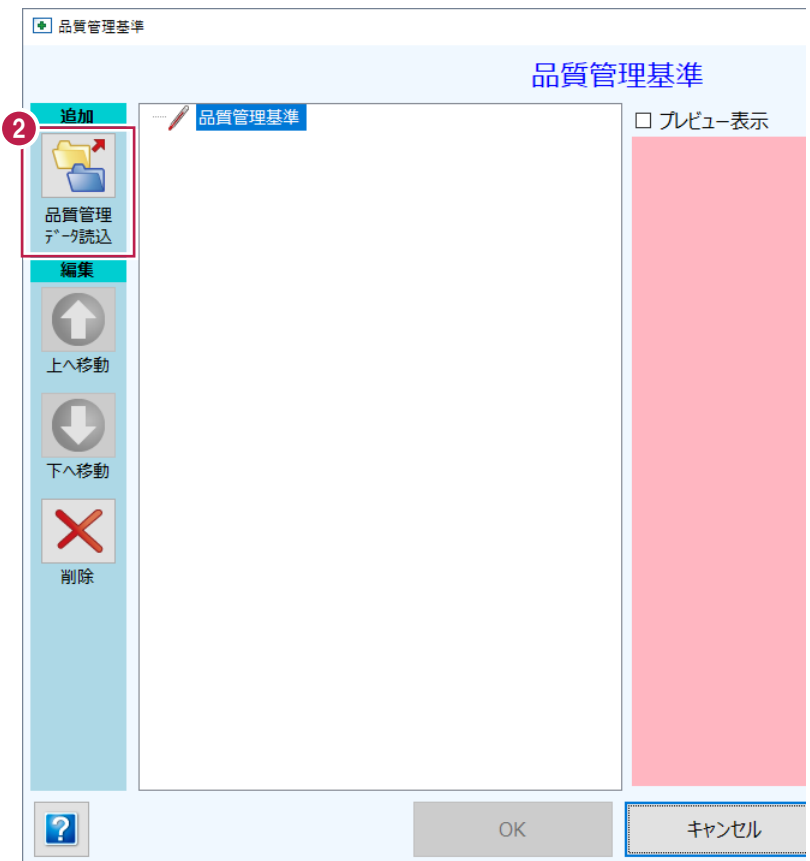 品質管理基準
品質管理基準
追加
2
品質管理
データ読込
編集
上へ移動
下へ移動
削除
品質管理基準
プレビュー表示
?
OK
キャンセル